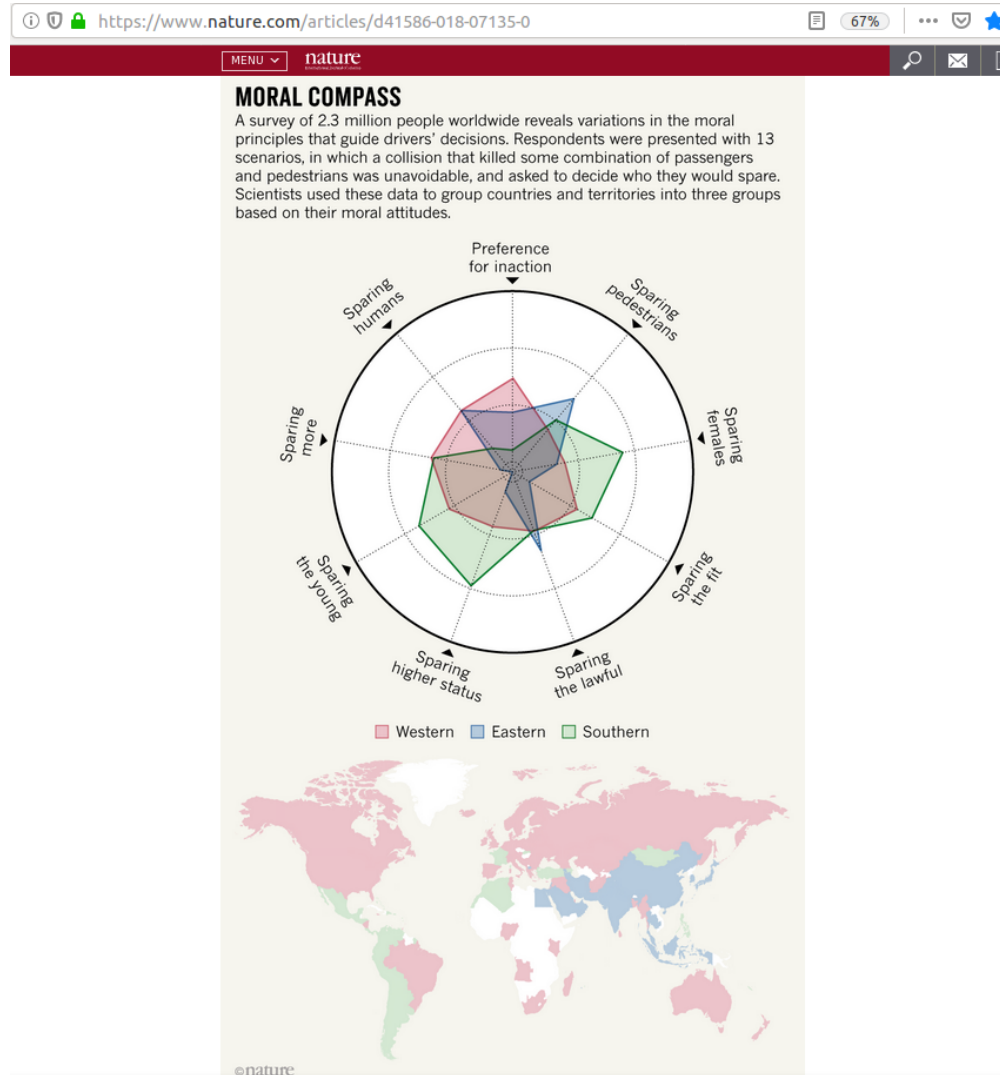 https://www.nature.com/articles/d41586-018-07135-0
67%
MENU
nature
MORAL COMPASS
A survey of 2.3 million people worldwide reveals variations in the moral
principles that guide drivers’ decisions. Respondents were presented with 13
scenarios, in which a collision that killed some combination of passengers
and pedestrians was unavoidable, and asked to decide who they would spare.
Scientists used these data to group countries and territories into three groups
based on their moral attitudes.
Preference
for inaction
Sparing
humans
Sparing
pedestrians
Sparing
more
Sparing
females
Sparing
the young
Sparing
the fit
Sparing
higher status
Sparing
the lawful
Western Eastern Southern
©nature